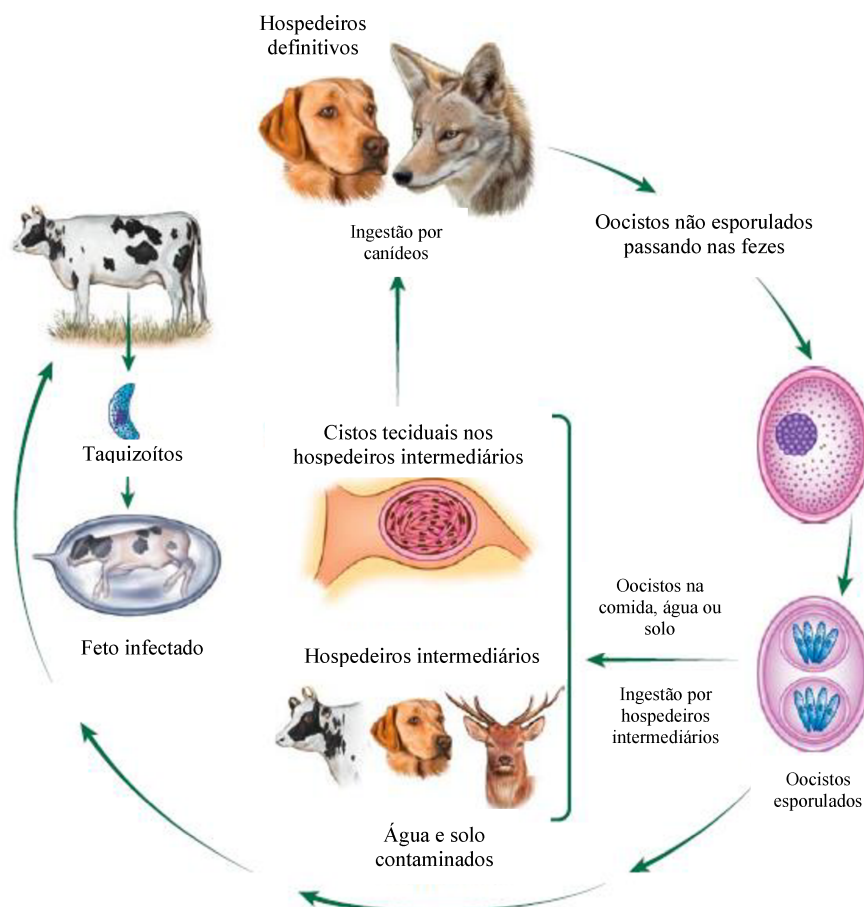 Hospedeiros
definitivos
Ingestão por
canídeos
Oocistos não esporulados
passando nas fezes
Taquizoítos
Feto infectado
Cistos teciduais nos
hospedeiros intermediários
Oocistos na
comida, água ou
solo
Ingestão por
hospedeiros
intermediários
Hospedeiros intermediários
Oocistos
esporulados
Água e solo
contaminados